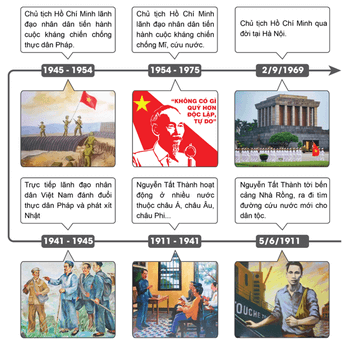 Chủ tịch Hồ Chí Minh lãnh
đạo nhân dân tiến hành
cuộc kháng chiến chống
thực dân Pháp.
Chủ tịch Hồ Chí Minh lãnh
đạo nhân dân tiến hành
cuộc kháng chiến chống
Mĩ, cứu nước.
Chủ tịch Hồ Chí Minh qua
đời tại Hà Nội.
1945 - 1954
1954 - 1975
2/9/1969
"KHÔNG CÓ GÌ
QUÝ HƠN
ĐỘC LẬP,
TỰ DO"
Trực tiếp lãnh đạo nhân
dân Việt Nam đánh đuổi
thực dân Pháp và phát xít
Nhật
Nguyễn Tất Thành hoạt
động ở nhiều nước
thuộc châu Á, châu Âu,
châu Phi...
Nguyễn Tất Thành tới bến
cảng Nhà Rồng, ra đi tìm
đường cứu nước mới cho
dân tộc.
1941 - 1945
1911 - 1941
5/6/1911